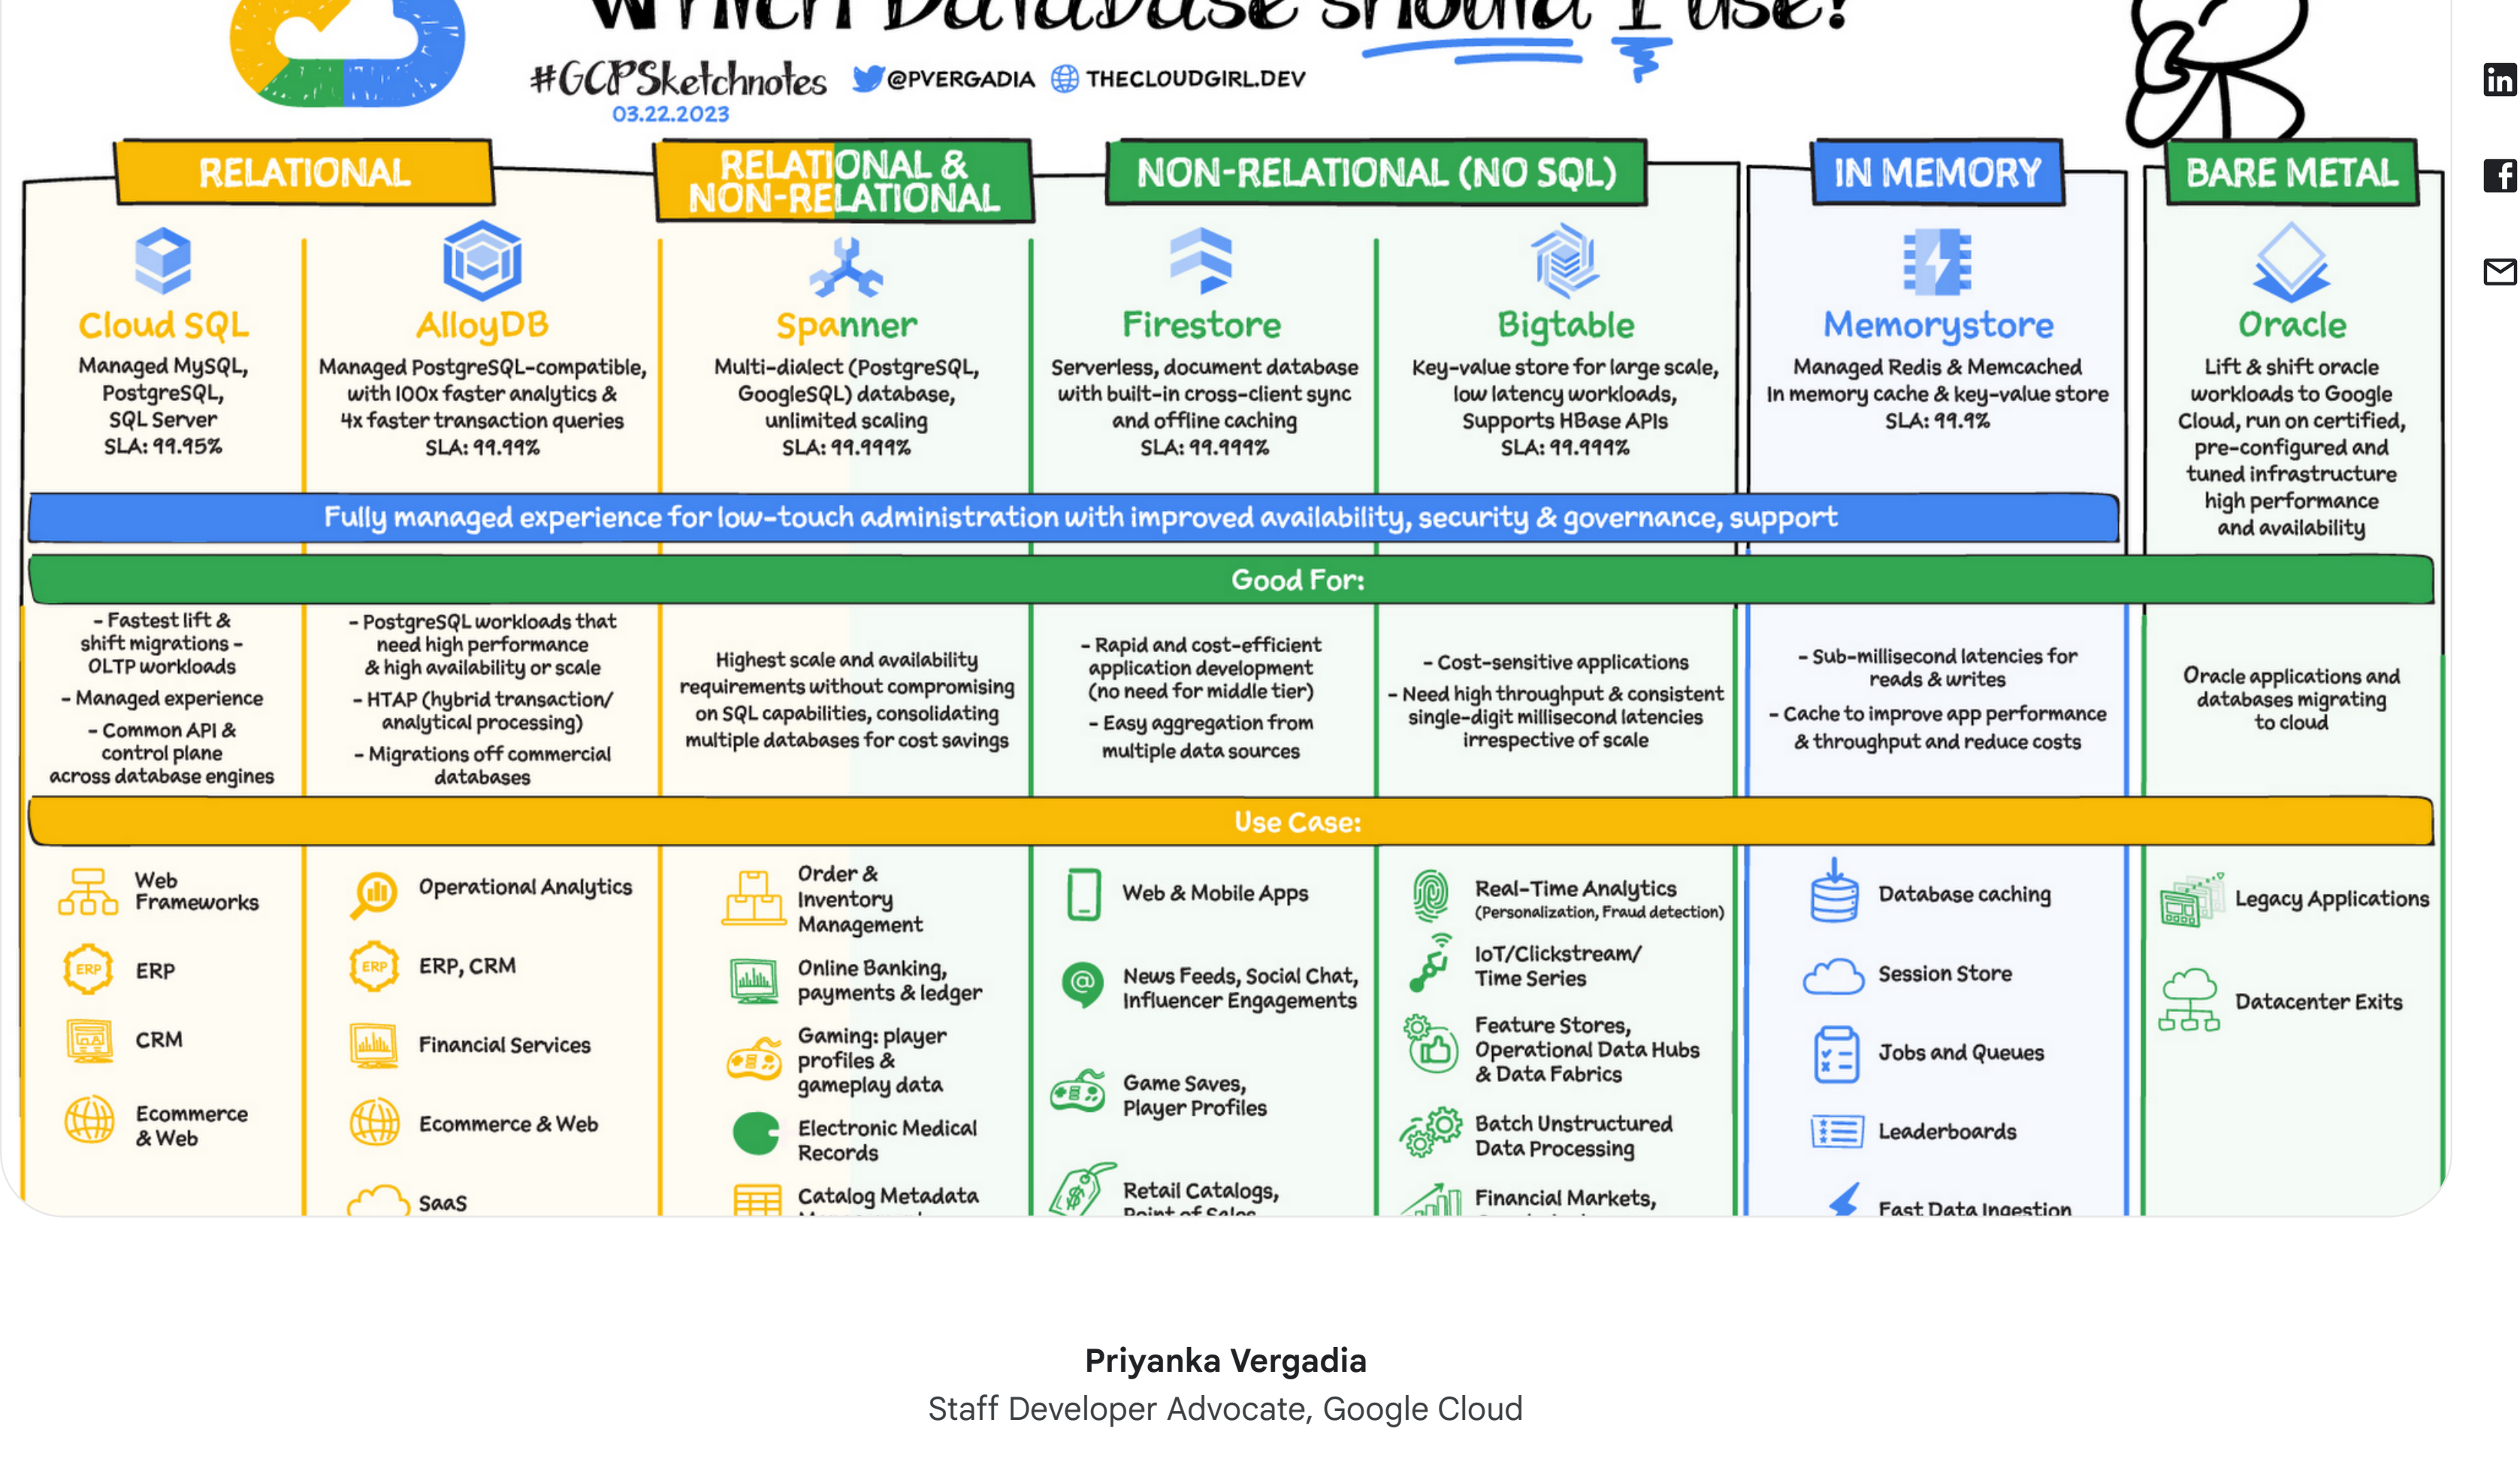 Which Database should I use?
#GCPSketchnotes @PVERGADIA THECLOUDGIRL.DEV
03.22.2023
RELATIONAL
RELATIONAL &
NON-RELATIONAL
NON-RELATIONAL (NO SQL)
IN MEMORY
BARE METAL
Cloud SQL
Managed MySQL,
PostgreSQL,
SQL Server
SLA: 99.95%
AlloyDB
Managed PostgreSQL-compatible,
with 100x faster analytics &
4x faster transaction queries
SLA: 99.99%
Spanner
Multi-dialect (PostgreSQL,
GoogleSQL) database,
unlimited scaling
SLA: 99.999%
Firestore
Serverless, document database
with built-in cross-client sync
and offline caching
SLA: 99.999%
Bigtable
Key-value store for large scale,
low latency workloads,
Supports HBase APIs
SLA: 99.999%
Memorystore
Managed Redis & Memcached
In memory cache & key-value store
SLA: 99.9%
Oracle
Lift & shift oracle
workloads to Google
Cloud, run on certified,
pre-configured and
tuned infrastructure
high performance
and availability
Fully managed experience for low-touch administration with improved availability, security & governance, support
Good For:
- Fastest lift &
shift migrations -
OLTP workloads
- Managed experience
- Common API &
control plane
across database engines
- PostgreSQL workloads that
need high performance
& high availability or scale
- HTAP (hybrid transaction/
analytical processing)
- Migrations off commercial
databases
Highest scale and availability
requirements without compromising
on SQL capabilities, consolidating
multiple databases for cost savings
- Rapid and cost-efficient
application development
(no need for middle tier)
- Easy aggregation from
multiple data sources
- Cost-sensitive applications
- Need high throughput & consistent
single-digit millisecond latencies
irrespective of scale
- Sub-millisecond latencies for
reads & writes
- Cache to improve app performance
& throughput and reduce costs
Oracle applications and
databases migrating
to cloud
Use Case:
Web
Frameworks
ERP
ERP
CRM
Ecommerce
& Web
Operational Analytics
ERP
ERP, CRM
Financial Services
Ecommerce & Web
SaaS
Order &
Inventory
Management
Online Banking,
payments & ledger
Gaming: player
profiles &
gameplay data
Electronic Medical
Records
Catalog Metadata
Web & Mobile Apps
News Feeds, Social Chat,
Influencer Engagements
Game Saves,
Player Profiles
Retail Catalogs,
Point of Sales
Real-Time Analytics
(Personalization, Fraud detection)
IoT/Clickstream/
Time Series
Feature Stores,
Operational Data Hubs
& Data Fabrics
Batch Unstructured
Data Processing
Financial Markets,
Database caching
Session Store
Jobs and Queues
Leaderboards
Fast Data Ingestion
Legacy Applications
Datacenter Exits
Priyanka Vergadia
Staff Developer Advocate, Google Cloud